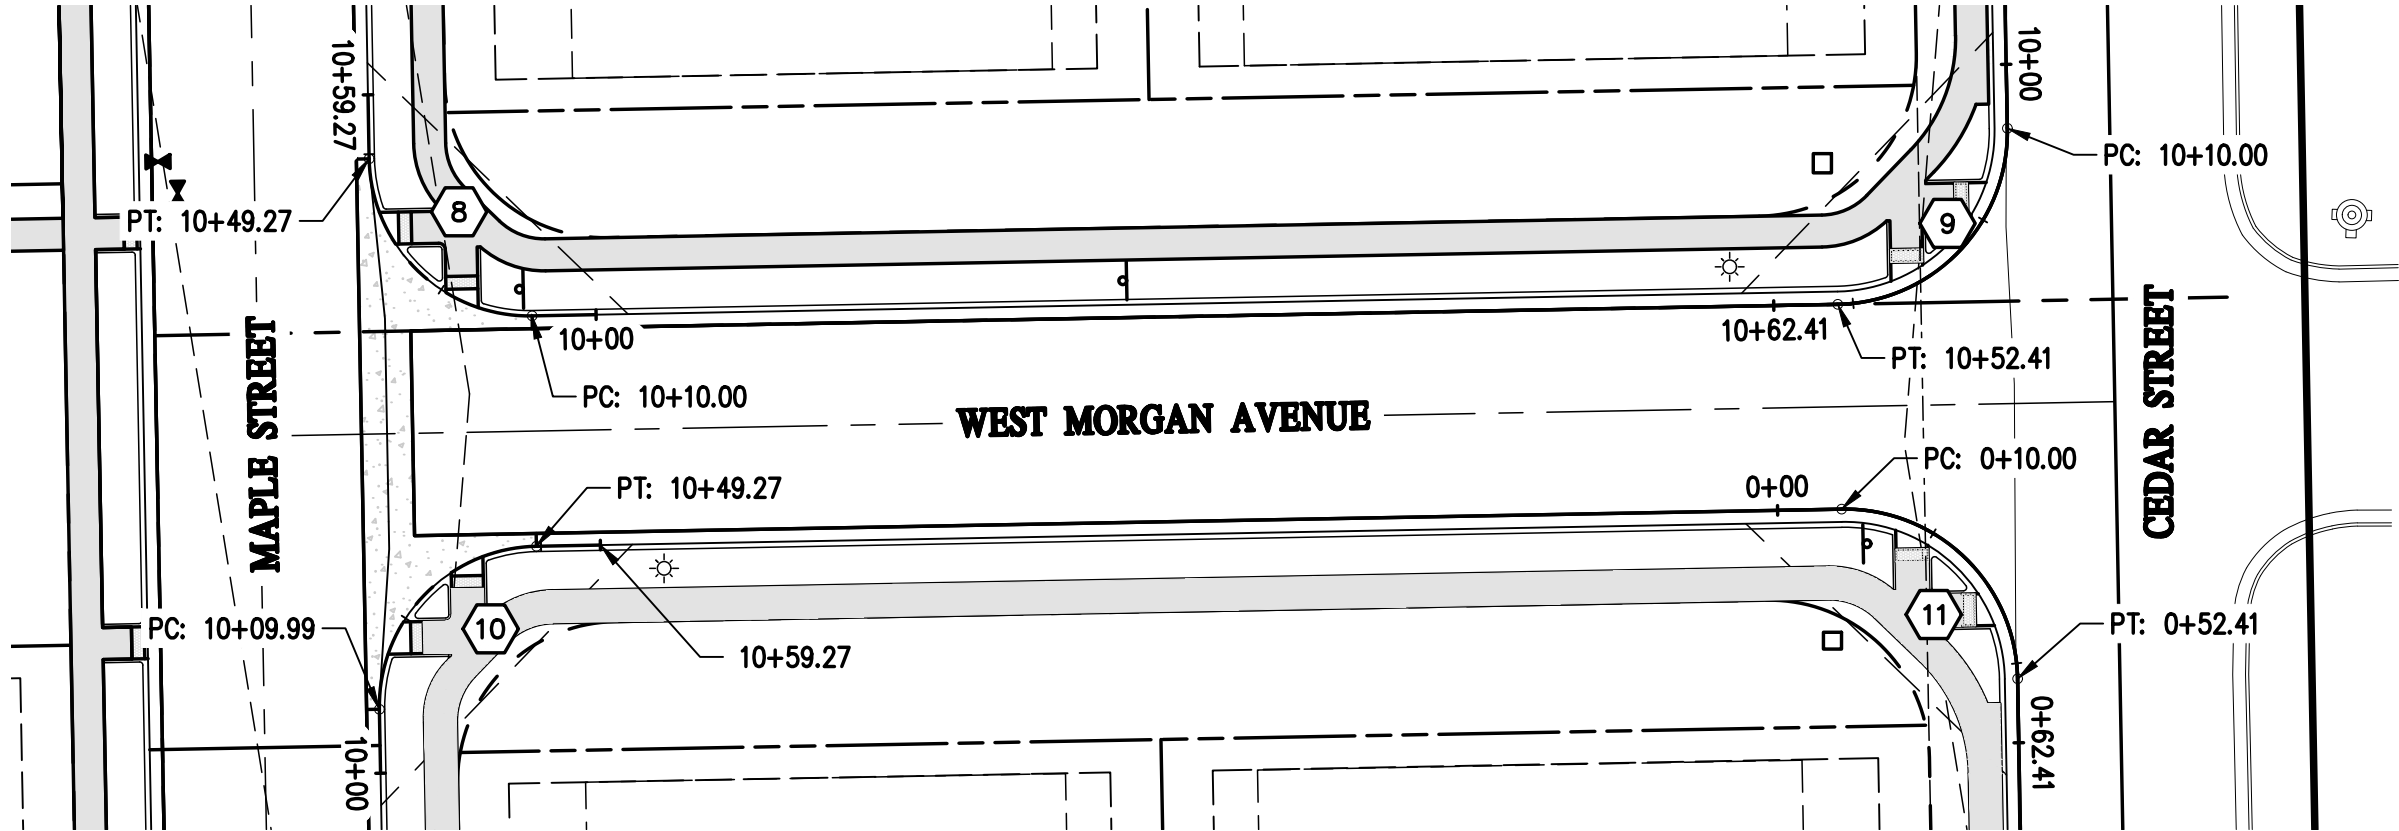 10+59.27
10+00
PC: 10+10.00
PT: 10+49.27
8
9
10+00
10+62.41
PT: 10+52.41
PC: 10+10.00
MAPLE STREET
WEST MORGAN AVENUE
CEDAR STREET
PC: 0+10.00
PT: 10+49.27
0+00
PC: 10+09.99
10
11
PT: 0+52.41
10+59.27
10+00
0+62.41